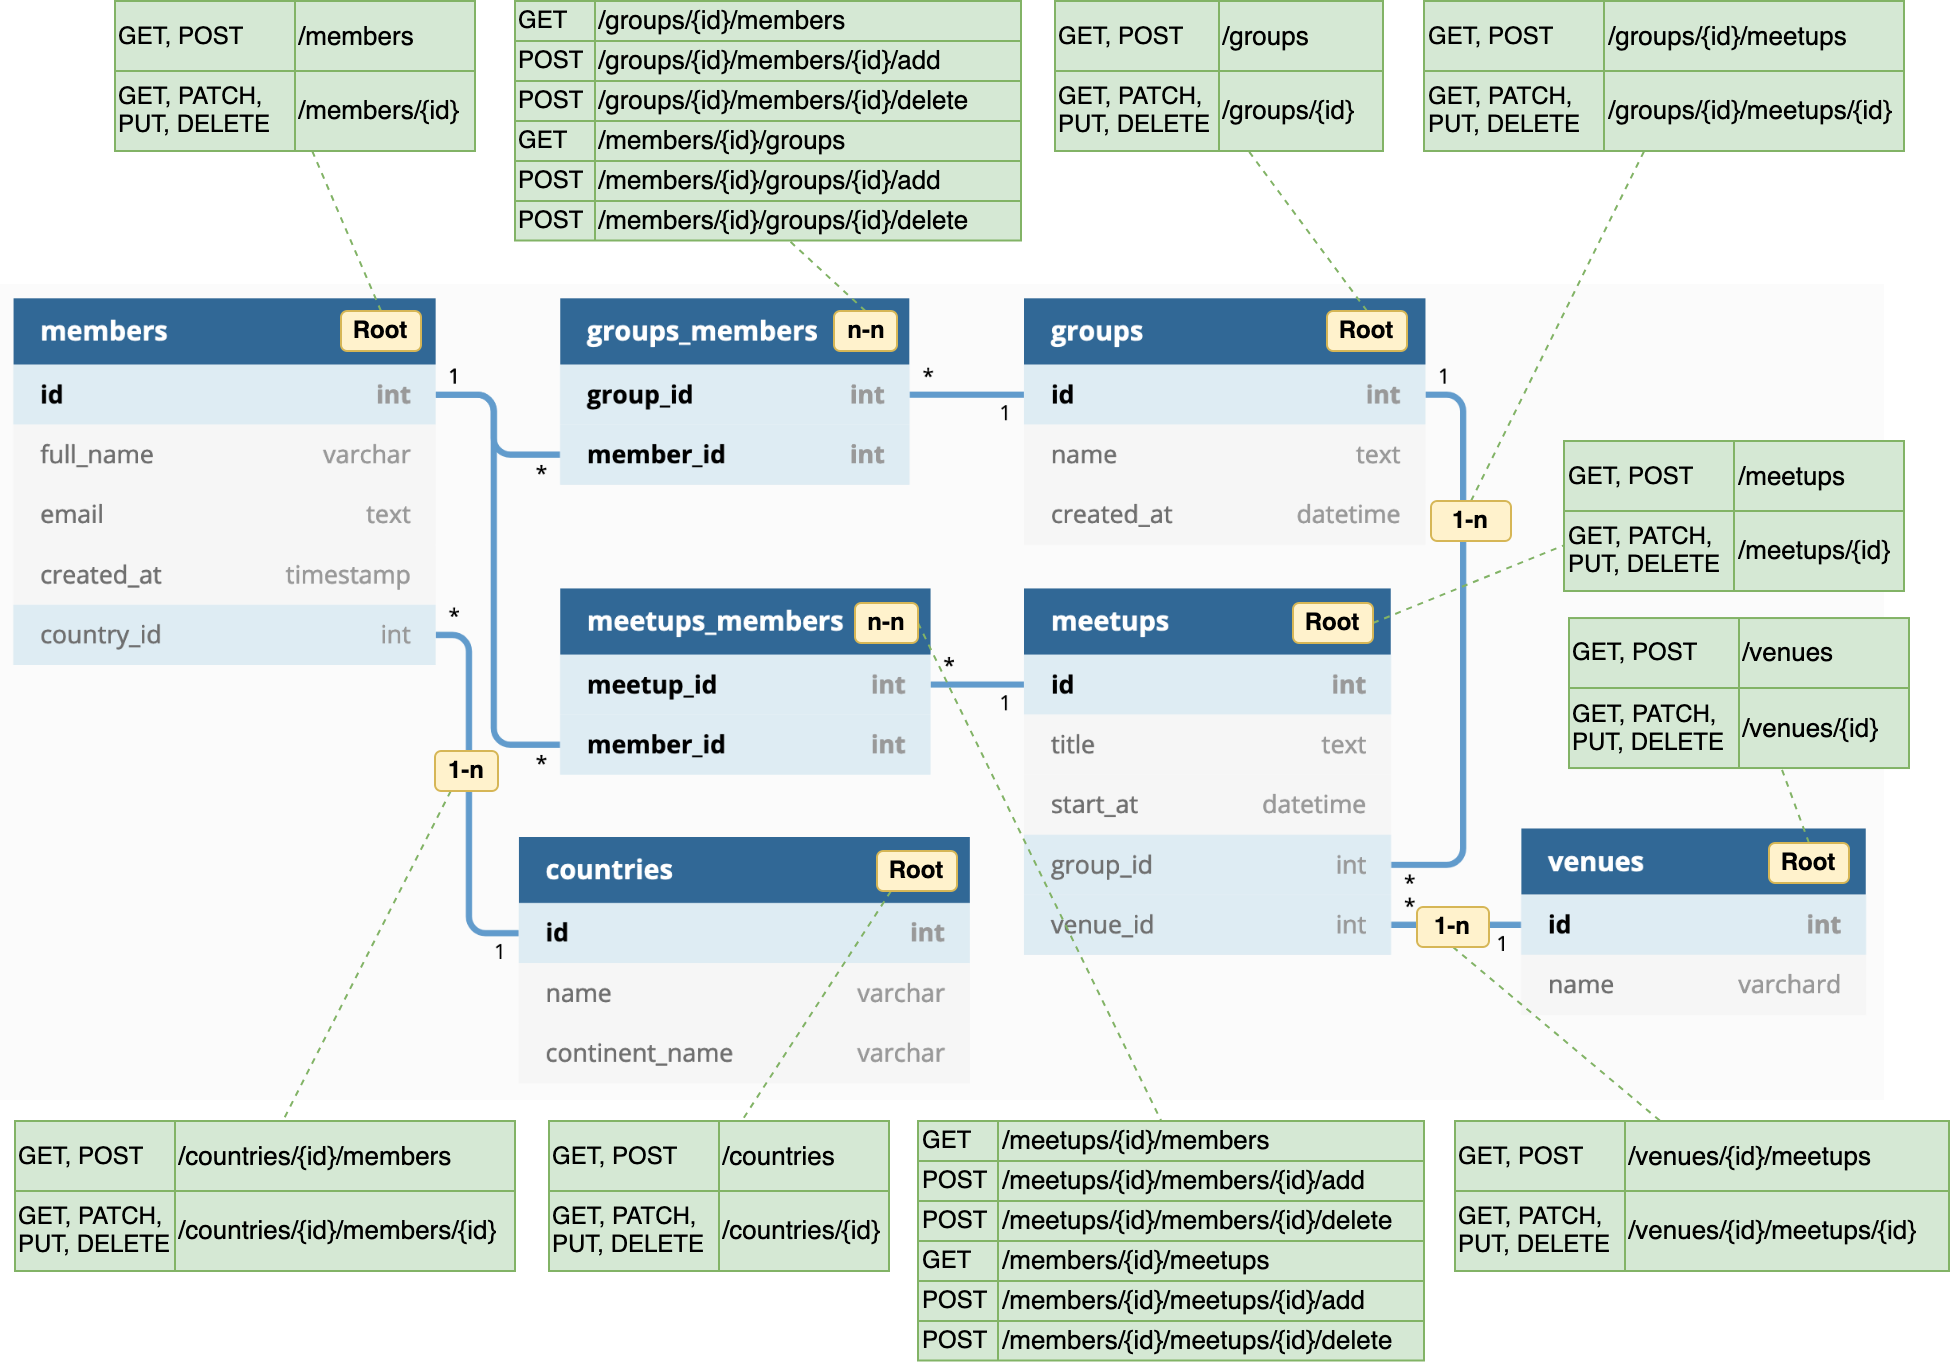 GET, POST /members
GET, PATCH,
PUT, DELETE /members/{id}
GET /groups/{id}/members
POST /groups/{id}/members/{id}/add
POST /groups/{id}/members/{id}/delete
GET /members/{id}/groups
POST /members/{id}/groups/{id}/add
POST /members/{id}/groups/{id}/delete
GET, POST /groups
GET, PATCH,
PUT, DELETE /groups/{id}
GET, POST /groups/{id}/meetups
GET, PATCH,
PUT, DELETE /groups/{id}/meetups/{id}
members Root
id int
full_name varchar
email text
created_at timestamp
country_id int
1
*
*
*
1-n
1
groups_members n-n
group_id int
member_id int
*
1
groups Root
id int
name text
created_at datetime
1
1-n
GET, POST /meetups
GET, PATCH,
PUT, DELETE /meetups/{id}
meetups_members n-n
meetup_id int
member_id int
*
1
meetups Root
id int
title text
start_at datetime
group_id int
venue_id int
*
*
1-n
1
GET, POST /venues
GET, PATCH,
PUT, DELETE /venues/{id}
venues Root
id int
name varchard
countries Root
id int
name varchar
continent_name varchar
GET, POST /countries/{id}/members
GET, PATCH,
PUT, DELETE /countries/{id}/members/{id}
GET, POST /countries
GET, PATCH,
PUT, DELETE /countries/{id}
GET /meetups/{id}/members
POST /meetups/{id}/members/{id}/add
POST /meetups/{id}/members/{id}/delete
GET /members/{id}/meetups
POST /members/{id}/meetups/{id}/add
POST /members/{id}/meetups/{id}/delete
GET, POST /venues/{id}/meetups
GET, PATCH,
PUT, DELETE /venues/{id}/meetups/{id}